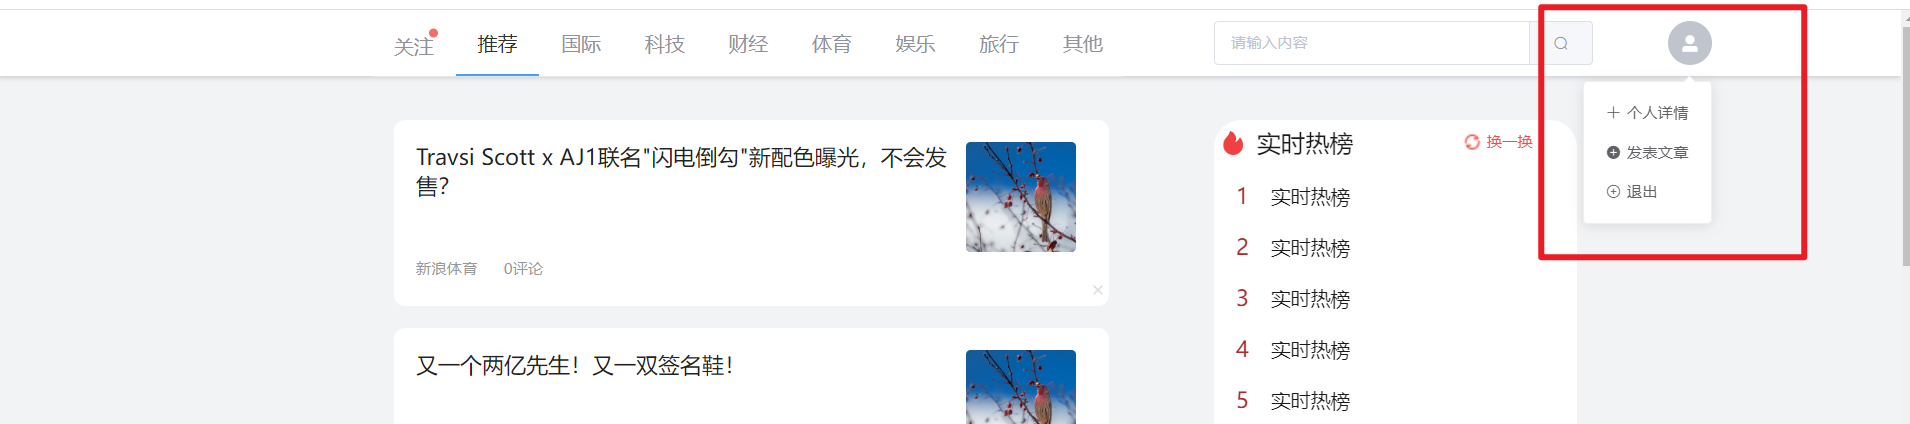 关注 推荐 国际 科技 财经 体育 娱乐 旅行 其他 请输入内容
个人详情
发表文章
退出
Travsi Scott x AJ1联名"闪电倒勾"新配色曝光，不会发
售？
新浪体育 0评论
又一个两亿先生！又一双签名鞋！
实时热榜 换一换
1 实时热榜
2 实时热榜
3 实时热榜
4 实时热榜
5 实时热榜